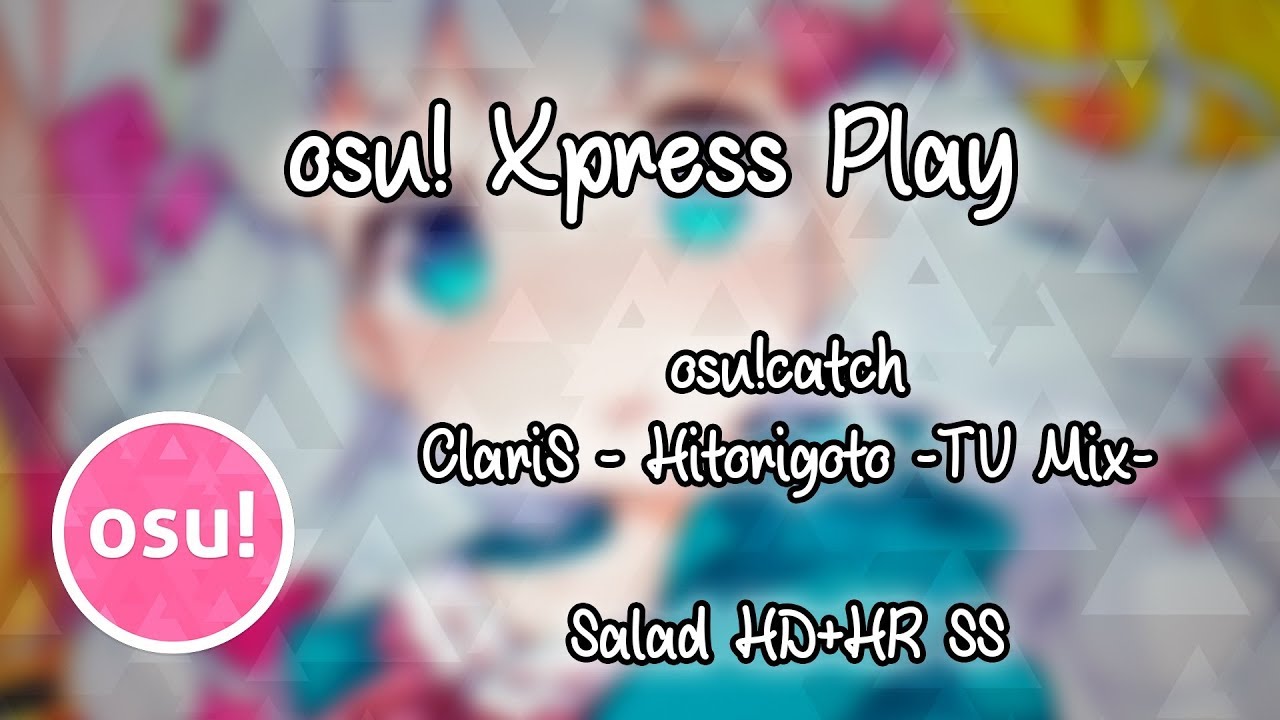 osu! Xpress Play
osu!catch
ClariS - Hitorigoto -TV Mix-
osu!
Salad HD+HR SS